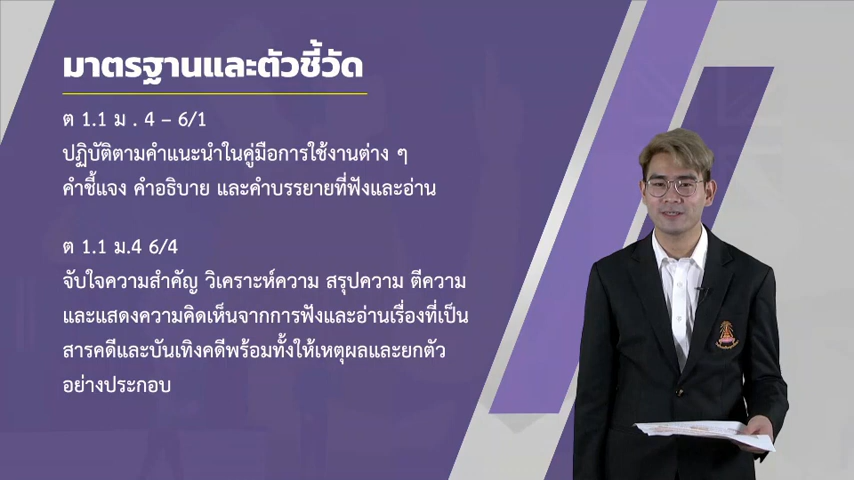 มาตรฐานและตัวชี้วัด
ต 1.1 ม . 4 – 6/1
ปฏิบัติตามคำแนะนำในคู่มือการใช้งานต่าง ๆ
คำชี้แจง คำอธิบาย และคำบรรยายที่ฟังและอ่าน
ต 1.1 ม.4 6/4
จับใจความสำคัญ วิเคราะห์ความ สรุปความ ตีความ
และแสดงความคิดเห็นจากการฟังและอ่านเรื่องที่เป็น
สารคดีและบันเทิงคดีพร้อมทั้งให้เหตุผลและยกตัว
อย่างประกอบ